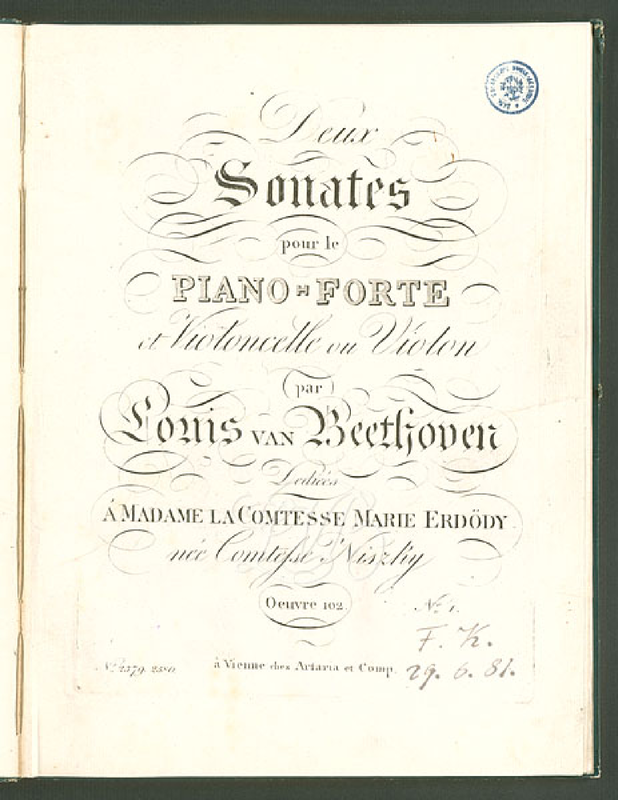 Deux
Sonates
pour le
PIANO = FORTE
et Violoncelle ou Violon
par
Louis VAN Beethoven
Dediées
Á MADAME LA COMTESSE MARIE ERDÖDY
née Comtesse Niszky
Oeuvre 102.
No. 1.
F. K.
29. 6. 81.
No. 2579. 2580.
à Vienne chez Artaria et Comp.